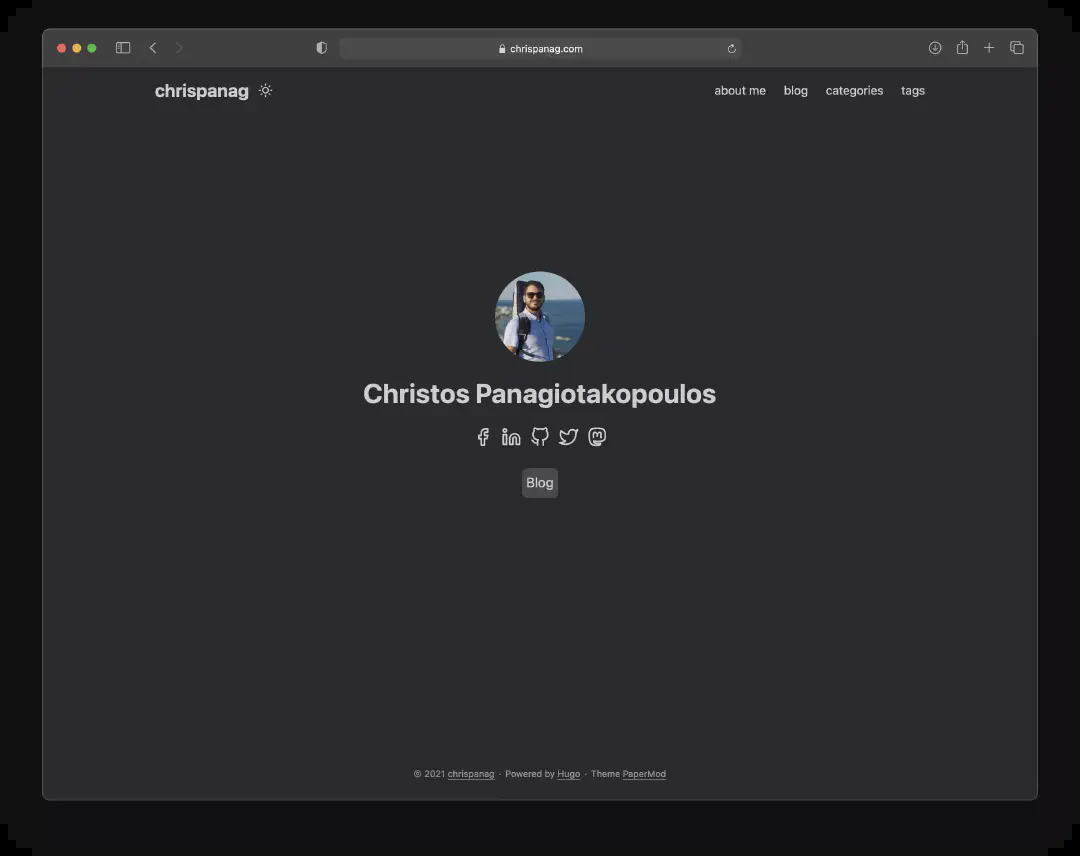 chrispanag.com
chrispanag
about me blog categories tags
Christos Panagiotakopoulos
Blog
© 2021 chrispanag · Powered by Hugo · Theme PaperMod